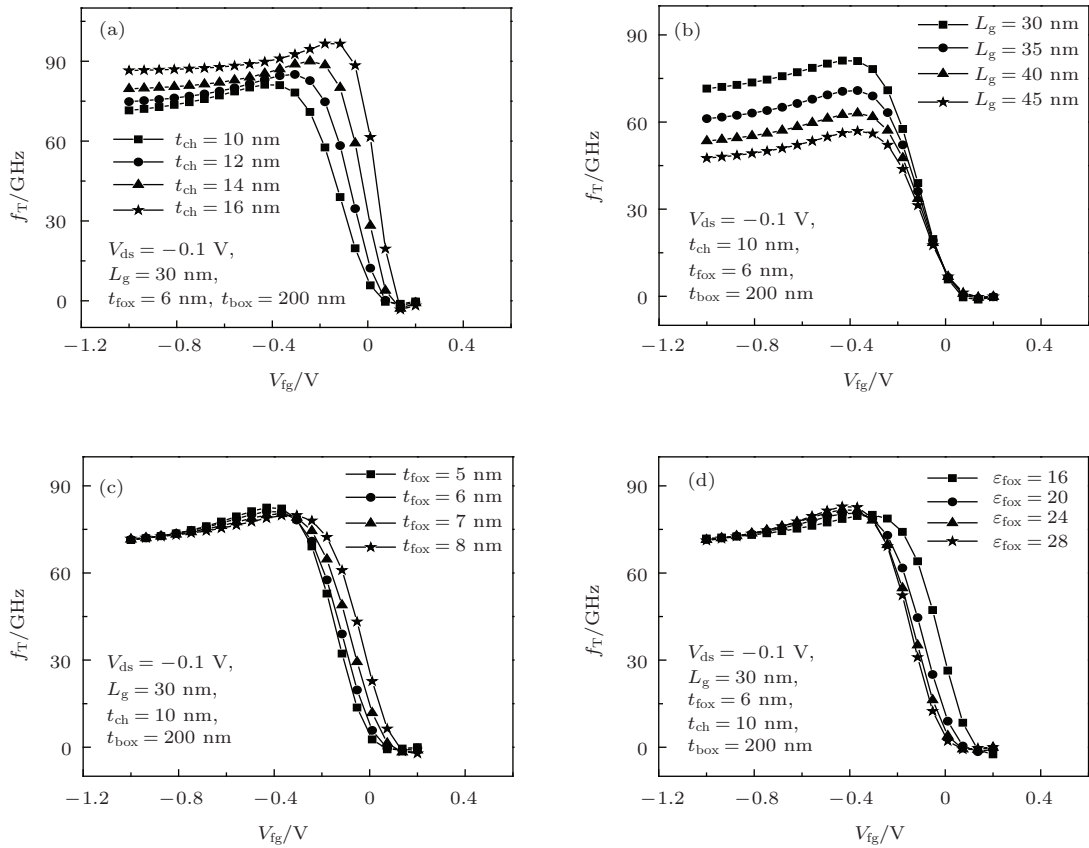 (a)
90
60
30
0
f_T/GHz
t_ch = 10 nm
t_ch = 12 nm
t_ch = 14 nm
t_ch = 16 nm
V_ds = −0.1 V,
L_g = 30 nm,
t_fox = 6 nm, t_box = 200 nm
−1.2 −0.8 −0.4 0 0.4
V_fg/V
(b)
90
60
30
0
f_T/GHz
L_g = 30 nm
L_g = 35 nm
L_g = 40 nm
L_g = 45 nm
V_ds = −0.1 V,
t_ch = 10 nm,
t_fox = 6 nm,
t_box = 200 nm
−1.2 −0.8 −0.4 0 0.4
V_fg/V
(c)
90
60
30
0
f_T/GHz
t_fox = 5 nm
t_fox = 6 nm
t_fox = 7 nm
t_fox = 8 nm
V_ds = −0.1 V,
L_g = 30 nm,
t_ch = 10 nm,
t_box = 200 nm
−1.2 −0.8 −0.4 0 0.4
V_fg/V
(d)
90
60
30
0
f_T/GHz
ε_fox = 16
ε_fox = 20
ε_fox = 24
ε_fox = 28
V_ds = −0.1 V,
L_g = 30 nm,
t_fox = 6 nm,
t_ch = 10 nm,
t_box = 200 nm
−1.2 −0.8 −0.4 0 0.4
V_fg/V